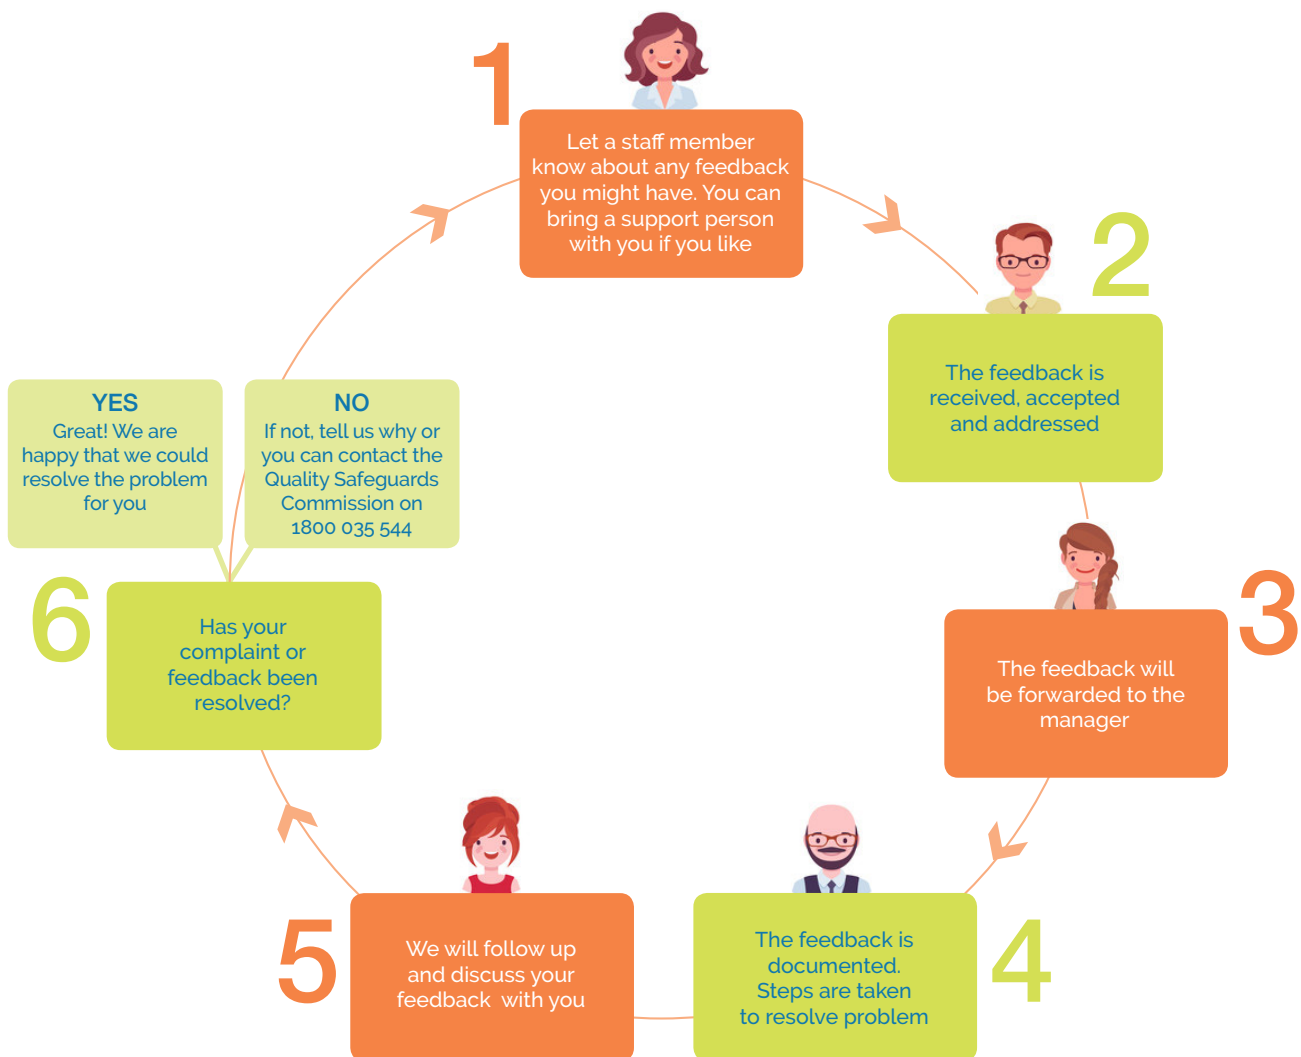 1
Let a staff member
know about any feedback
you might have. You can
bring a support person
with you if you like
2
The feedback is
received, accepted
and addressed
3
The feedback will
be forwarded to the
manager
4
The feedback is
documented.
Steps are taken
to resolve problem
5
We will follow up
and discuss your
feedback with you
6
Has your
complaint or
feedback been
resolved?
YES
Great! We are
happy that we could
resolve the problem
for you
NO
If not, tell us why or
you can contact the
Quality Safeguards
Commission on
1800 035 544